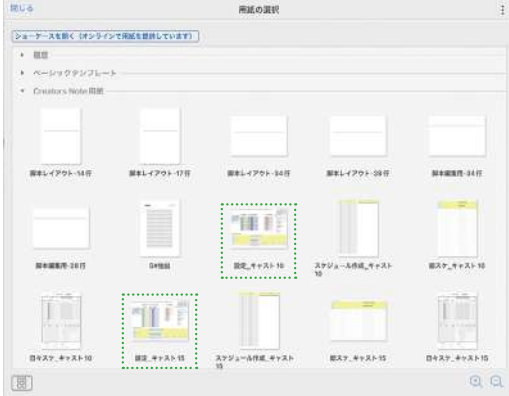 閉じる
用紙の選択
ショーケースを開く（オンラインで用紙を提供しています）
履歴
ベーシックテンプレート
Creators Note 用紙
脚本レイアウト-14行
脚本レイアウト-17行
脚本レイアウト-34行
脚本レイアウト-39行
脚本編集用-34行
脚本編集用-28行
S#抽出
設定_キャスト10
スケジュール作成_キャスト
10
総スケ_キャスト10
日々スケ_キャスト10
設定_キャスト15
スケジュール作成_キャスト
15
総スケ_キャスト15
日々スケ_キャスト15